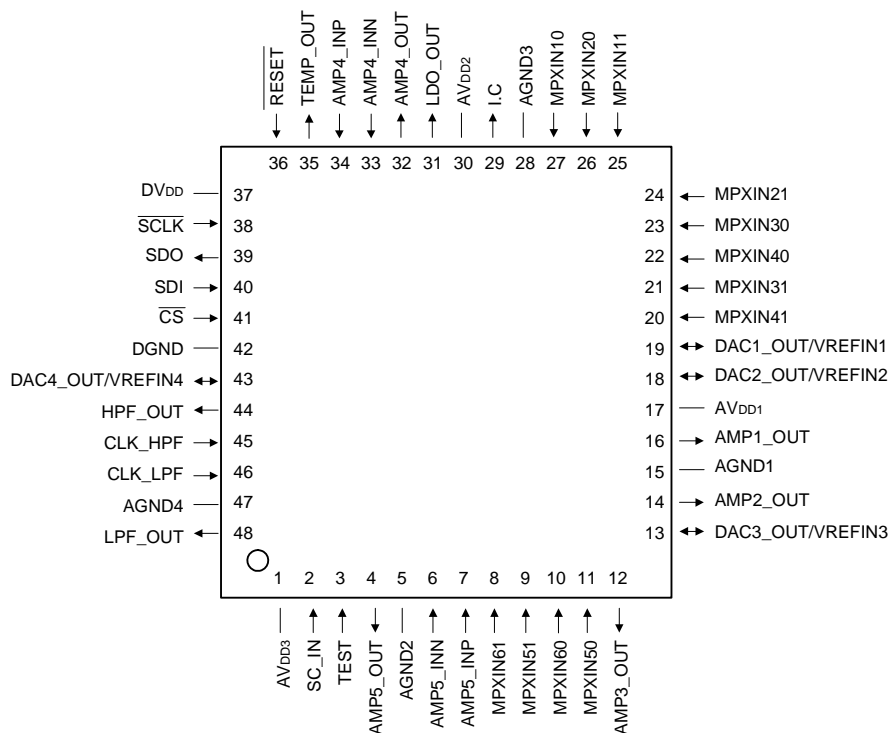 RESET
TEMP_OUT
AMP4_INP
AMP4_INN
AMP4_OUT
LDO_OUT
AVDD2
I.C
AGND3
MPXIN10
MPXIN20
MPXIN11
36 35 34 33 32 31 30 29 28 27 26 25
DVDD 37
SCLK 38
SDO 39
SDI 40
CS 41
DGND 42
DAC4_OUT/VREFIN4 43
HPF_OUT 44
CLK_HPF 45
CLK_LPF 46
AGND4 47
LPF_OUT 48
24 MPXIN21
23 MPXIN30
22 MPXIN40
21 MPXIN31
20 MPXIN41
19 DAC1_OUT/VREFIN1
18 DAC2_OUT/VREFIN2
17 AVDD1
16 AMP1_OUT
15 AGND1
14 AMP2_OUT
13 DAC3_OUT/VREFIN3
1 2 3 4 5 6 7 8 9 10 11 12
AVDD3
SC_IN
TEST
AMP5_OUT
AGND2
AMP5_INN
AMP5_INP
MPXIN61
MPXIN51
MPXIN60
MPXIN50
AMP3_OUT